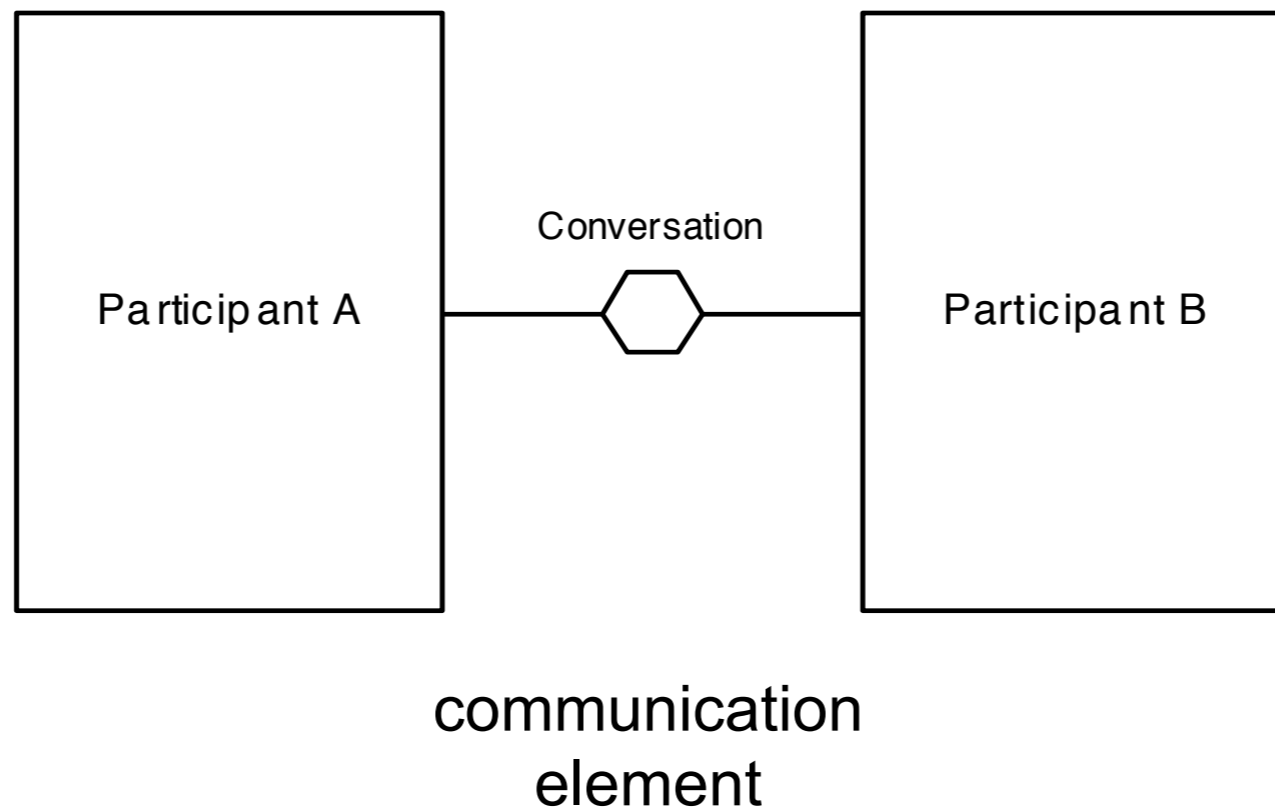 Conversation
Participant A
Participant B
communication
element